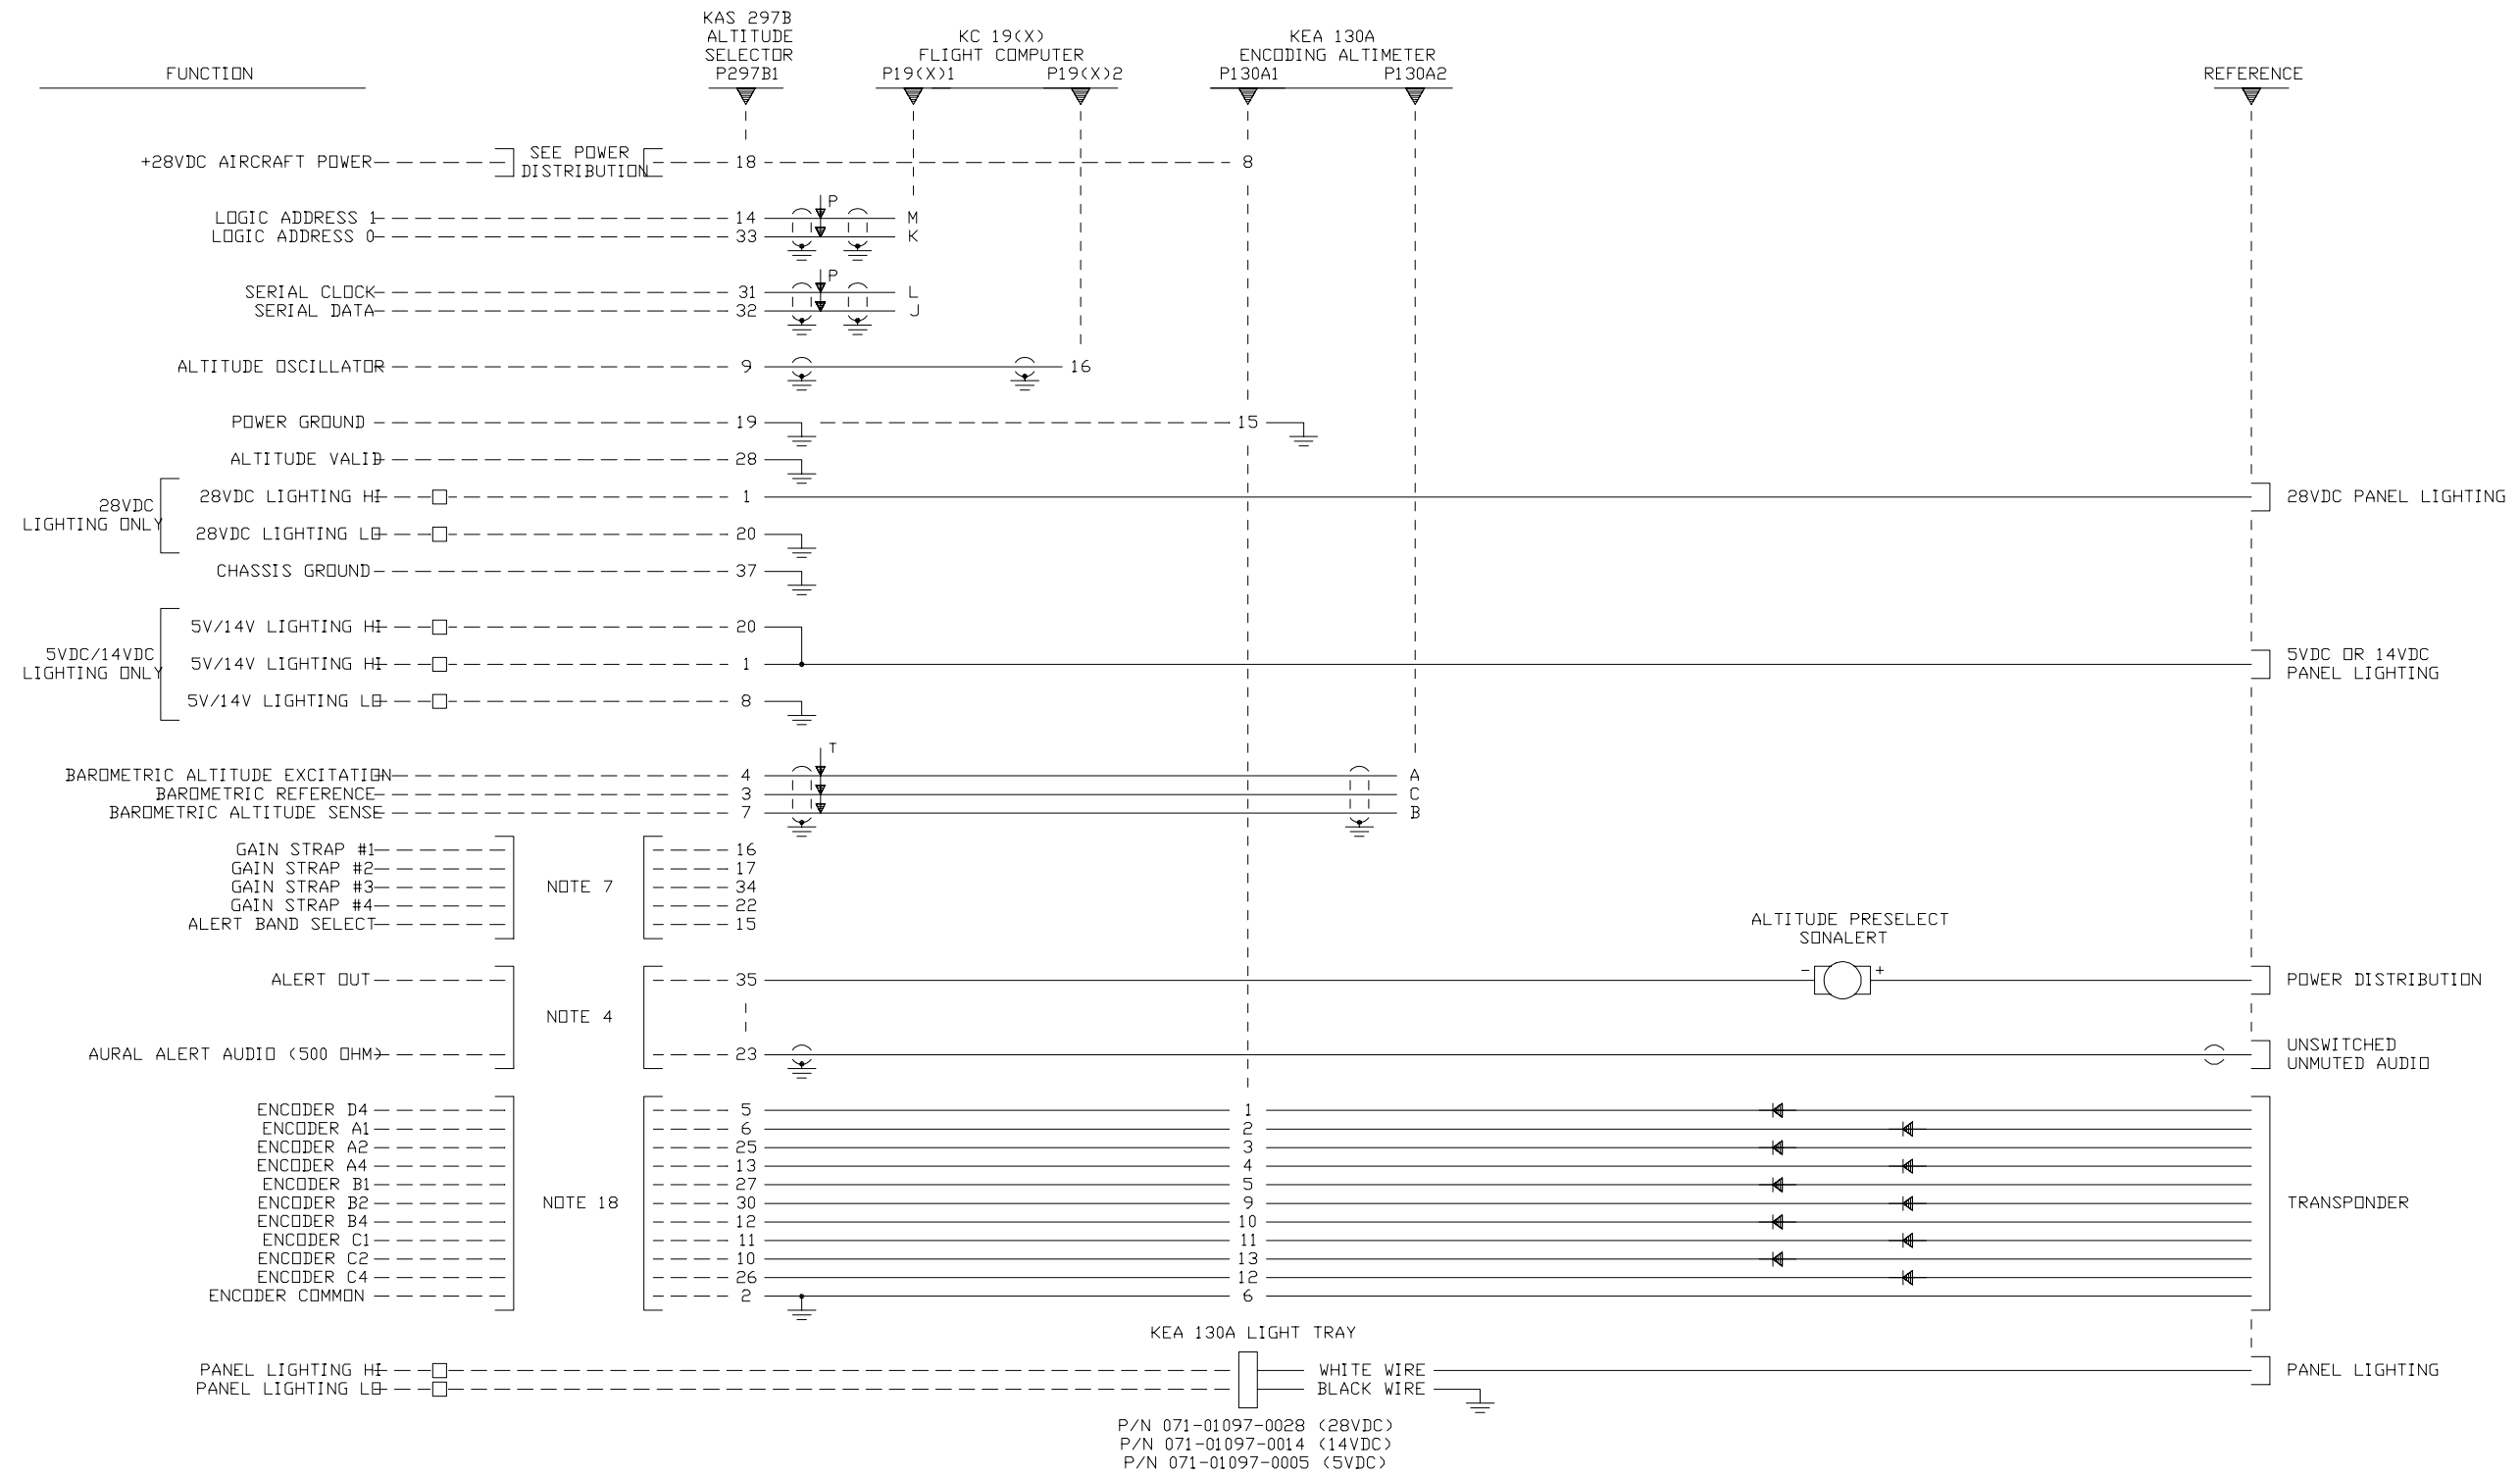 KAS 297B
ALTITUDE
SELECTOR
P297B1
KC 19(X)
FLIGHT COMPUTER
P19(X)1 P19(X)2
KEA 130A
ENCODING ALTIMETER
P130A1 P130A2
FUNCTION
REFERENCE
+28VDC AIRCRAFT POWER SEE POWER DISTRIBUTION 18 8
P
LOGIC ADDRESS 1 14 M
LOGIC ADDRESS 0 33 K
P
SERIAL CLOCK 31 L
SERIAL DATA 32 J
ALTITUDE OSCILLATOR 9 16
POWER GROUND 19 15
ALTITUDE VALID 28
28VDC
LIGHTING ONLY
28VDC LIGHTING HI 1 28VDC PANEL LIGHTING
28VDC LIGHTING LO 20
CHASSIS GROUND 37
5VDC/14VDC
LIGHTING ONLY
5V/14V LIGHTING HI 20
5V/14V LIGHTING HI 1
5VDC OR 14VDC
PANEL LIGHTING
5V/14V LIGHTING LO 8
T
BAROMETRIC ALTITUDE EXCITATION 4 A
BAROMETRIC REFERENCE 3 C
BAROMETRIC ALTITUDE SENSE 7 B
GAIN STRAP #1 16
GAIN STRAP #2 17
GAIN STRAP #3 NOTE 7 34
GAIN STRAP #4 22
ALERT BAND SELECT 15
ALTITUDE PRESELECT
SONALERT
- +
ALERT OUT 35 POWER DISTRIBUTION
NOTE 4
AURAL ALERT AUDIO (500 OHM) 23
UNSWITCHED
UNMUTED AUDIO
ENCODER D4 5 1
ENCODER A1 6 2
ENCODER A2 25 3
ENCODER A4 13 4
ENCODER B1 27 5
ENCODER B2 NOTE 18 30 9 TRANSPONDER
ENCODER B4 12 10
ENCODER C1 11 11
ENCODER C2 10 13
ENCODER C4 26 12
ENCODER COMMON 2 6
KEA 130A LIGHT TRAY
PANEL LIGHTING HI WHITE WIRE PANEL LIGHTING
PANEL LIGHTING LO BLACK WIRE
P/N 071-01097-0028 (28VDC)
P/N 071-01097-0014 (14VDC)
P/N 071-01097-0005 (5VDC)